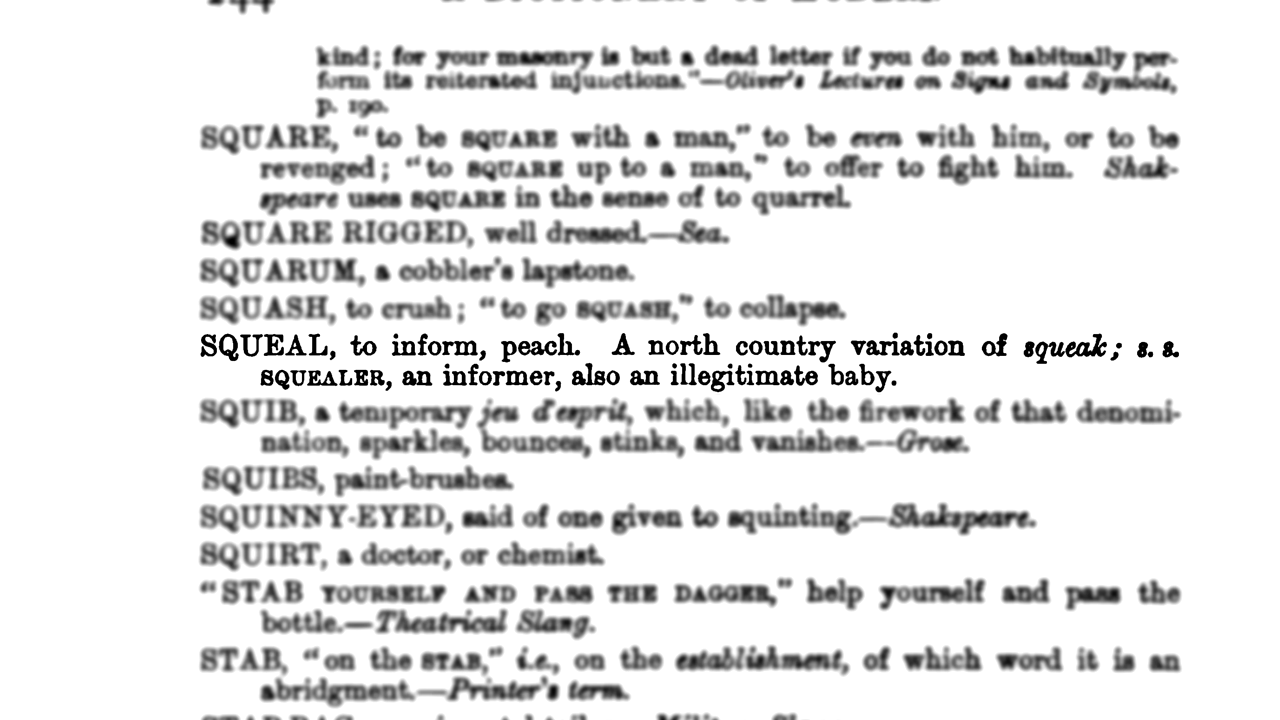 kind; for your masonry is but a dead letter if you do not habitually per-
form its reiterated injunctions."—Oliver's Lectures on Signs and Symbols,
p. 190.
SQUARE, "to be SQUARE with a man," to be even with him, or to be
revenged; "to SQUARE up to a man," to offer to fight him. Shak-
speare uses SQUARE in the sense of to quarrel.
SQUARE RIGGED, well dressed.—Sea.
SQUARUM, a cobbler's lapstone.
SQUASH, to crush; "to go SQUASH," to collapse.
SQUEAL, to inform, peach. A north country variation of squeak; s. s.
SQUEALER, an informer, also an illegitimate baby.
SQUIB, a temporary jeu d'esprit, which, like the firework of that denomi-
nation, sparkles, bounces, stinks, and vanishes.—Grose.
SQUIBS, paint-brushes.
SQUINNY-EYED, said of one given to squinting.—Shakspeare.
SQUIRT, a doctor, or chemist.
"STAB YOURSELF AND PASS THE DAGGER," help yourself and pass the
bottle.—Theatrical Slang.
STAB, "on the STAB," i.e., on the establishment, of which word it is an
abridgment.—Printer's term.